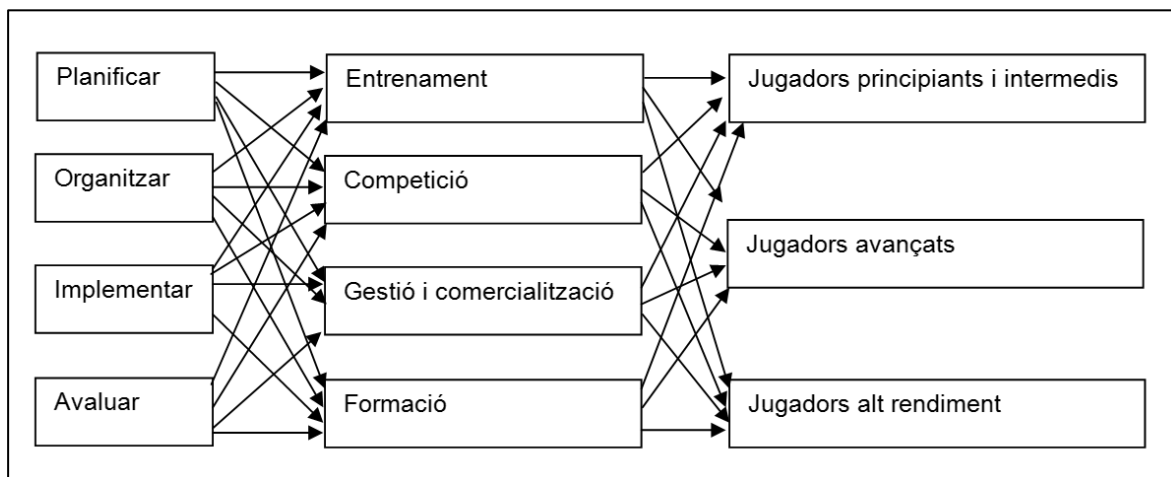 Planificar
Entrenament
Jugadors principiants i intermedis
Organitzar
Competició
Jugadors avançats
Implementar
Gestió i comercialització
Avaluar
Formació
Jugadors alt rendiment